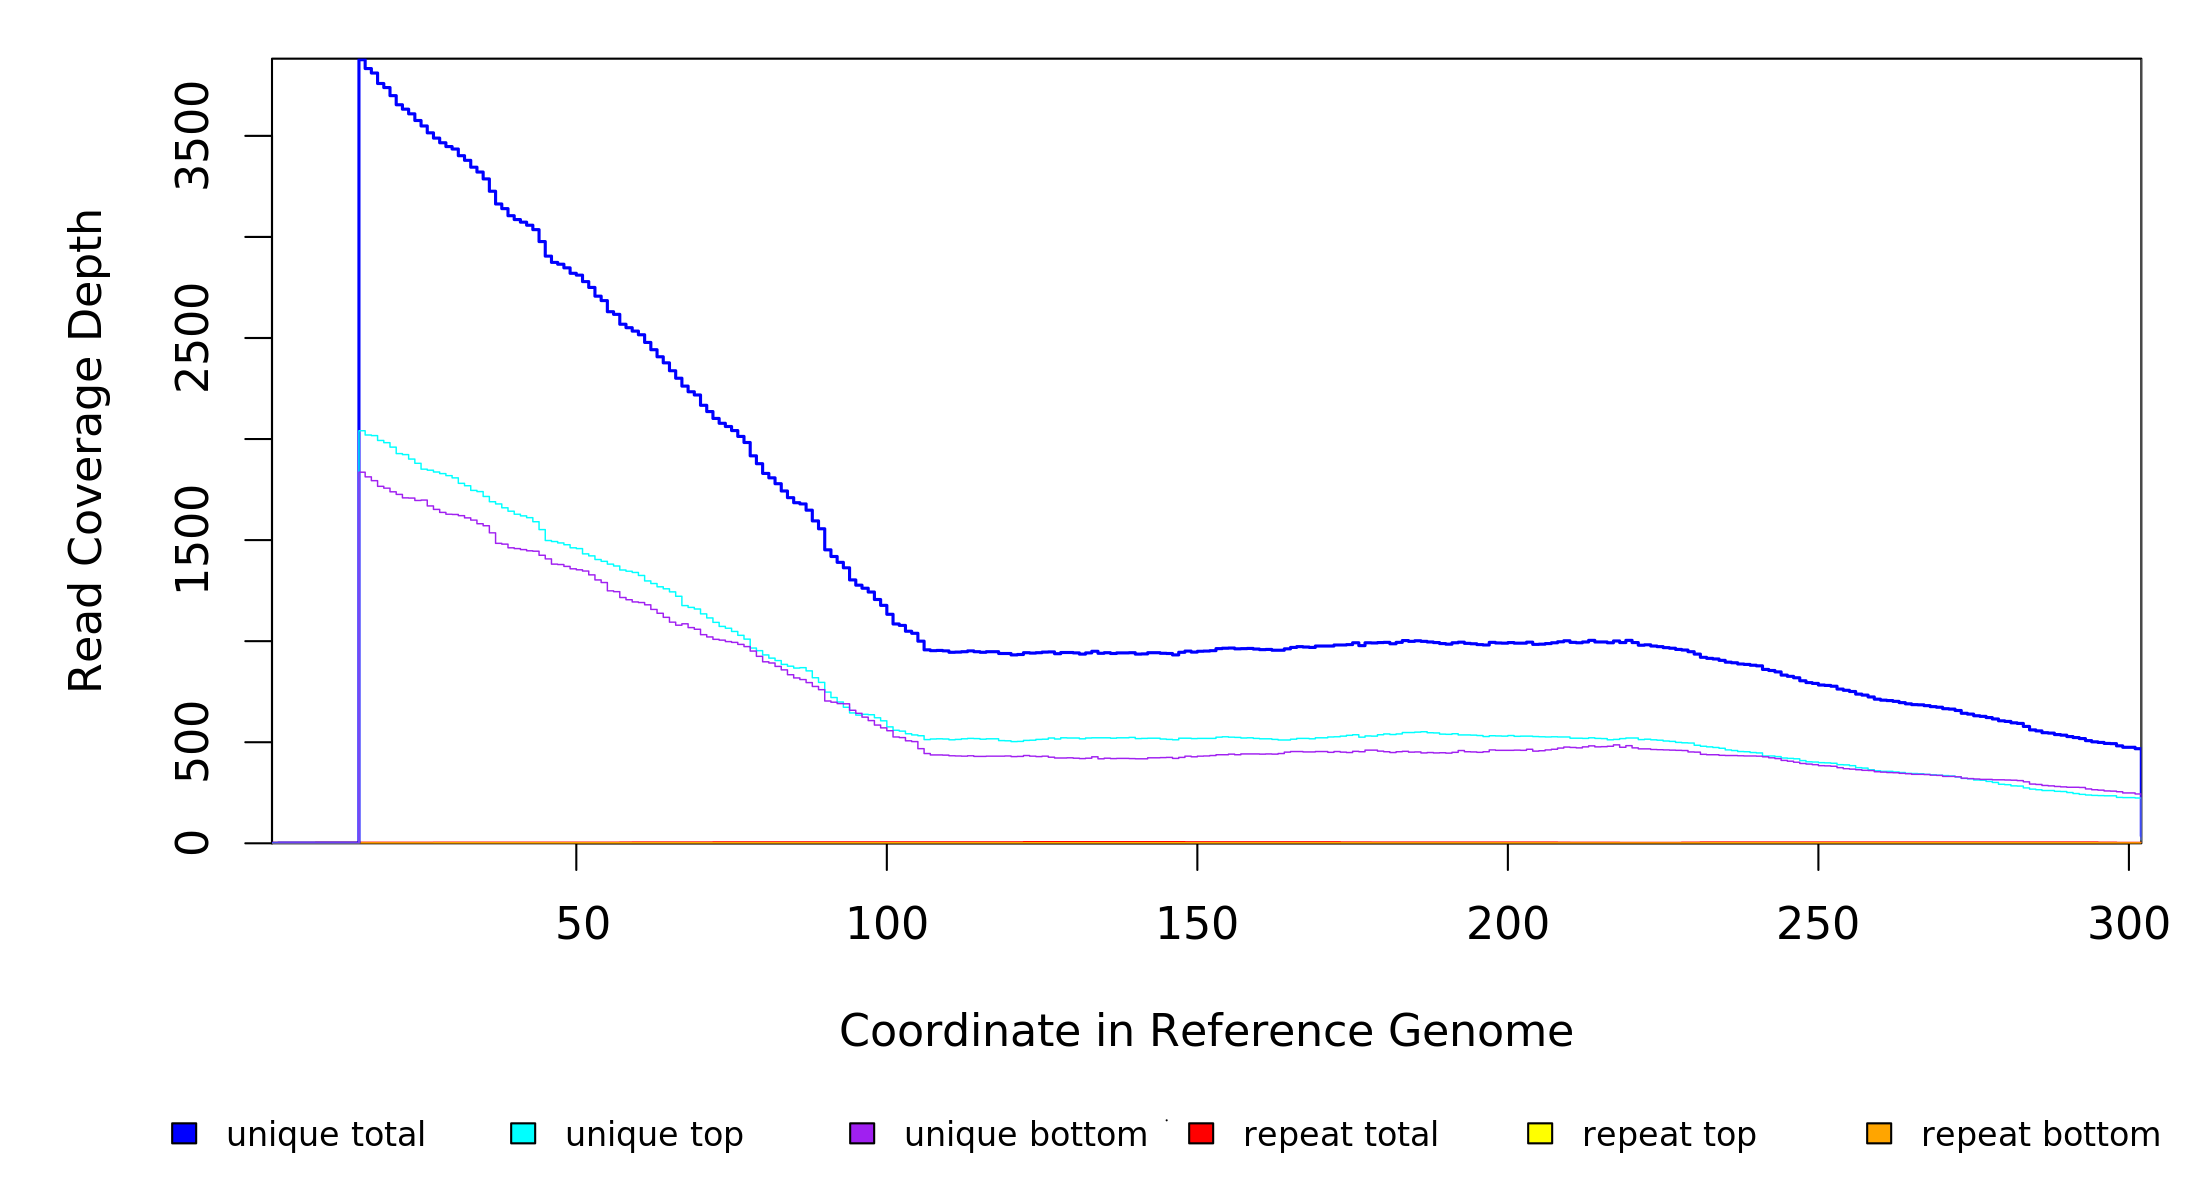 Read Coverage Depth
3500
2500
1500
500
0
50 100 150 200 250 300
Coordinate in Reference Genome
unique total unique top unique bottom repeat total repeat top repeat bottom